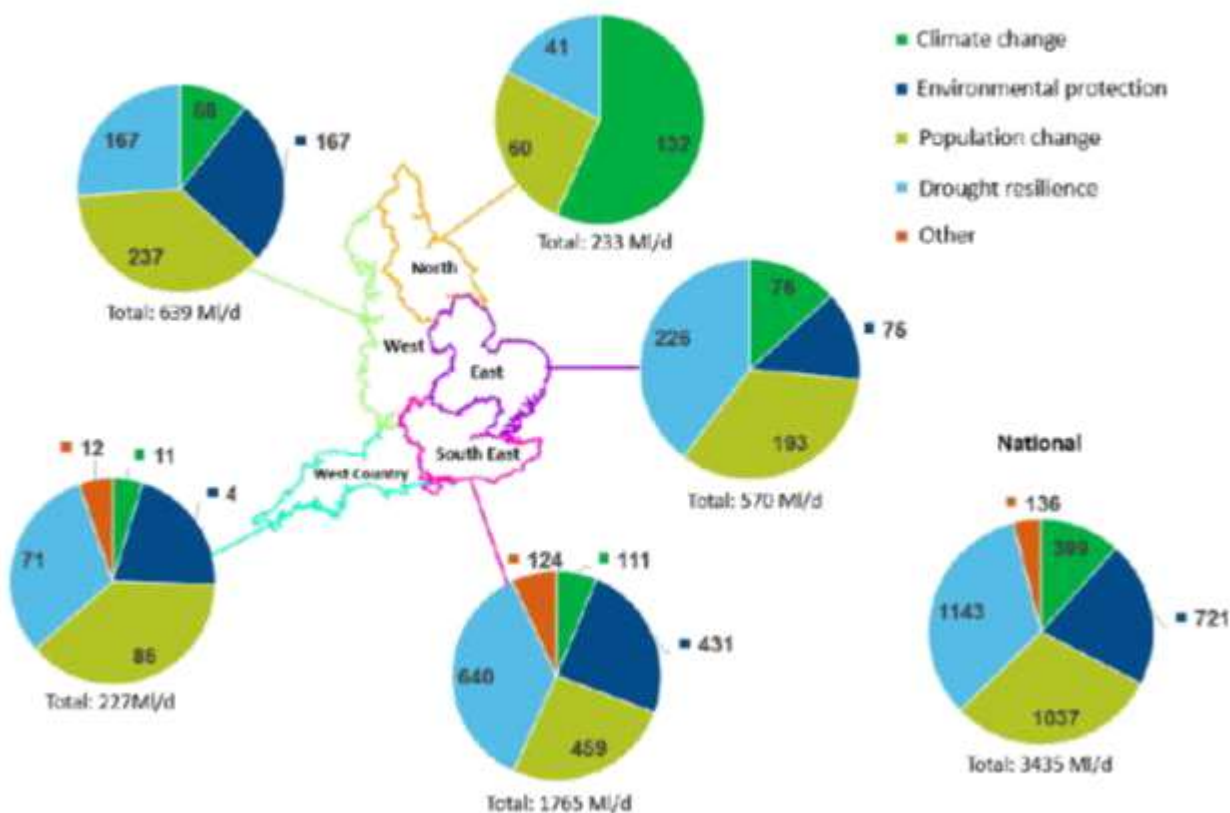 Climate change
Environmental protection
Population change
Drought resilience
Other
41
60
132
Total: 233 Ml/d
68
167
167
237
Total: 639 Ml/d
North
West
East
South East
West Country
76
226
75
193
Total: 570 Ml/d
12
11
4
71
86
Total: 227Ml/d
124
111
431
640
459
Total: 1765 Ml/d
National
136
399
1143
721
1037
Total: 3435 Ml/d